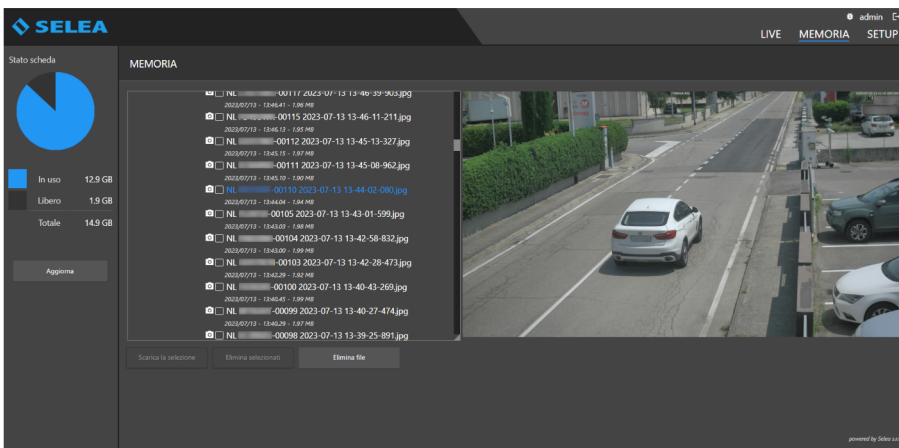 SELEA
admin
LIVE MEMORIA SETUP
Stato scheda
MEMORIA
In uso 12.9 GB
Libero 1.9 GB
Totale 14.9 GB
Aggiorna
NL -00117 2023-07-13 13-46-39-903.jpg
2023/07/13 - 13:46.41 - 1.96 MB
NL -00115 2023-07-13 13-46-11-211.jpg
2023/07/13 - 13:46.13 - 1.95 MB
NL -00112 2023-07-13 13-45-13-327.jpg
2023/07/13 - 13:45.15 - 1.97 MB
NL -00111 2023-07-13 13-45-08-962.jpg
2023/07/13 - 13:45.10 - 1.90 MB
NL -00110 2023-07-13 13-44-02-080.jpg
2023/07/13 - 13:44.04 - 1.94 MB
NL -00105 2023-07-13 13-43-01-599.jpg
2023/07/13 - 13:43.03 - 1.98 MB
NL -00104 2023-07-13 13-42-58-832.jpg
2023/07/13 - 13:43.00 - 1.99 MB
NL -00103 2023-07-13 13-42-28-473.jpg
2023/07/13 - 13:42.29 - 1.92 MB
NL -00100 2023-07-13 13-40-43-269.jpg
2023/07/13 - 13:40.45 - 1.99 MB
NL -00099 2023-07-13 13-40-27-474.jpg
2023/07/13 - 13:40.29 - 1.97 MB
NL -00098 2023-07-13 13-39-25-891.jpg
Scarica la selezione Elimina selezionati Elimina file
powered by Selea s.r